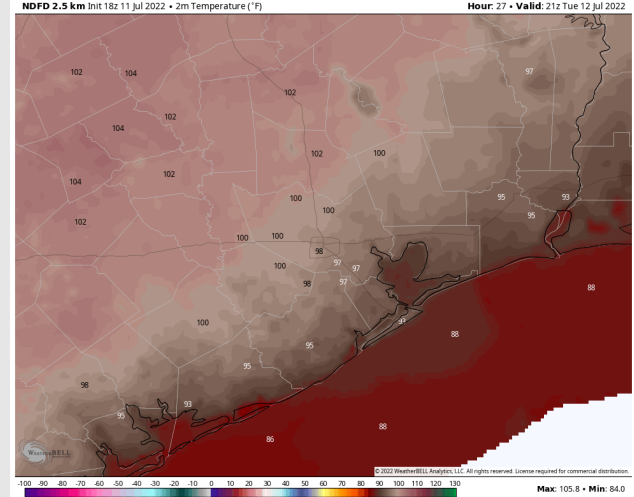 NDFD 2.5 km Init 18z 11 Jul 2022 • 2m Temperature (°F)
Hour: 27 • Valid: 21z Tue 12 Jul 2022
102 104 97
102
102
104
102 100
102
104
100 95 93
100 95
102
100 100
98
100 97 97
98 97 88
100 93
88
95
95
98
93
95
88
86
WeatherBELL
© 2022 WeatherBELL Analytics, LLC. All rights reserved. License required for commercial distribution.
-100 -90 -80 -70 -60 -50 -40 -30 -20 -10 0 10 20 30 40 50 60 70 80 90 100 110 120 130
Max: 105.8 • Min: 84.0